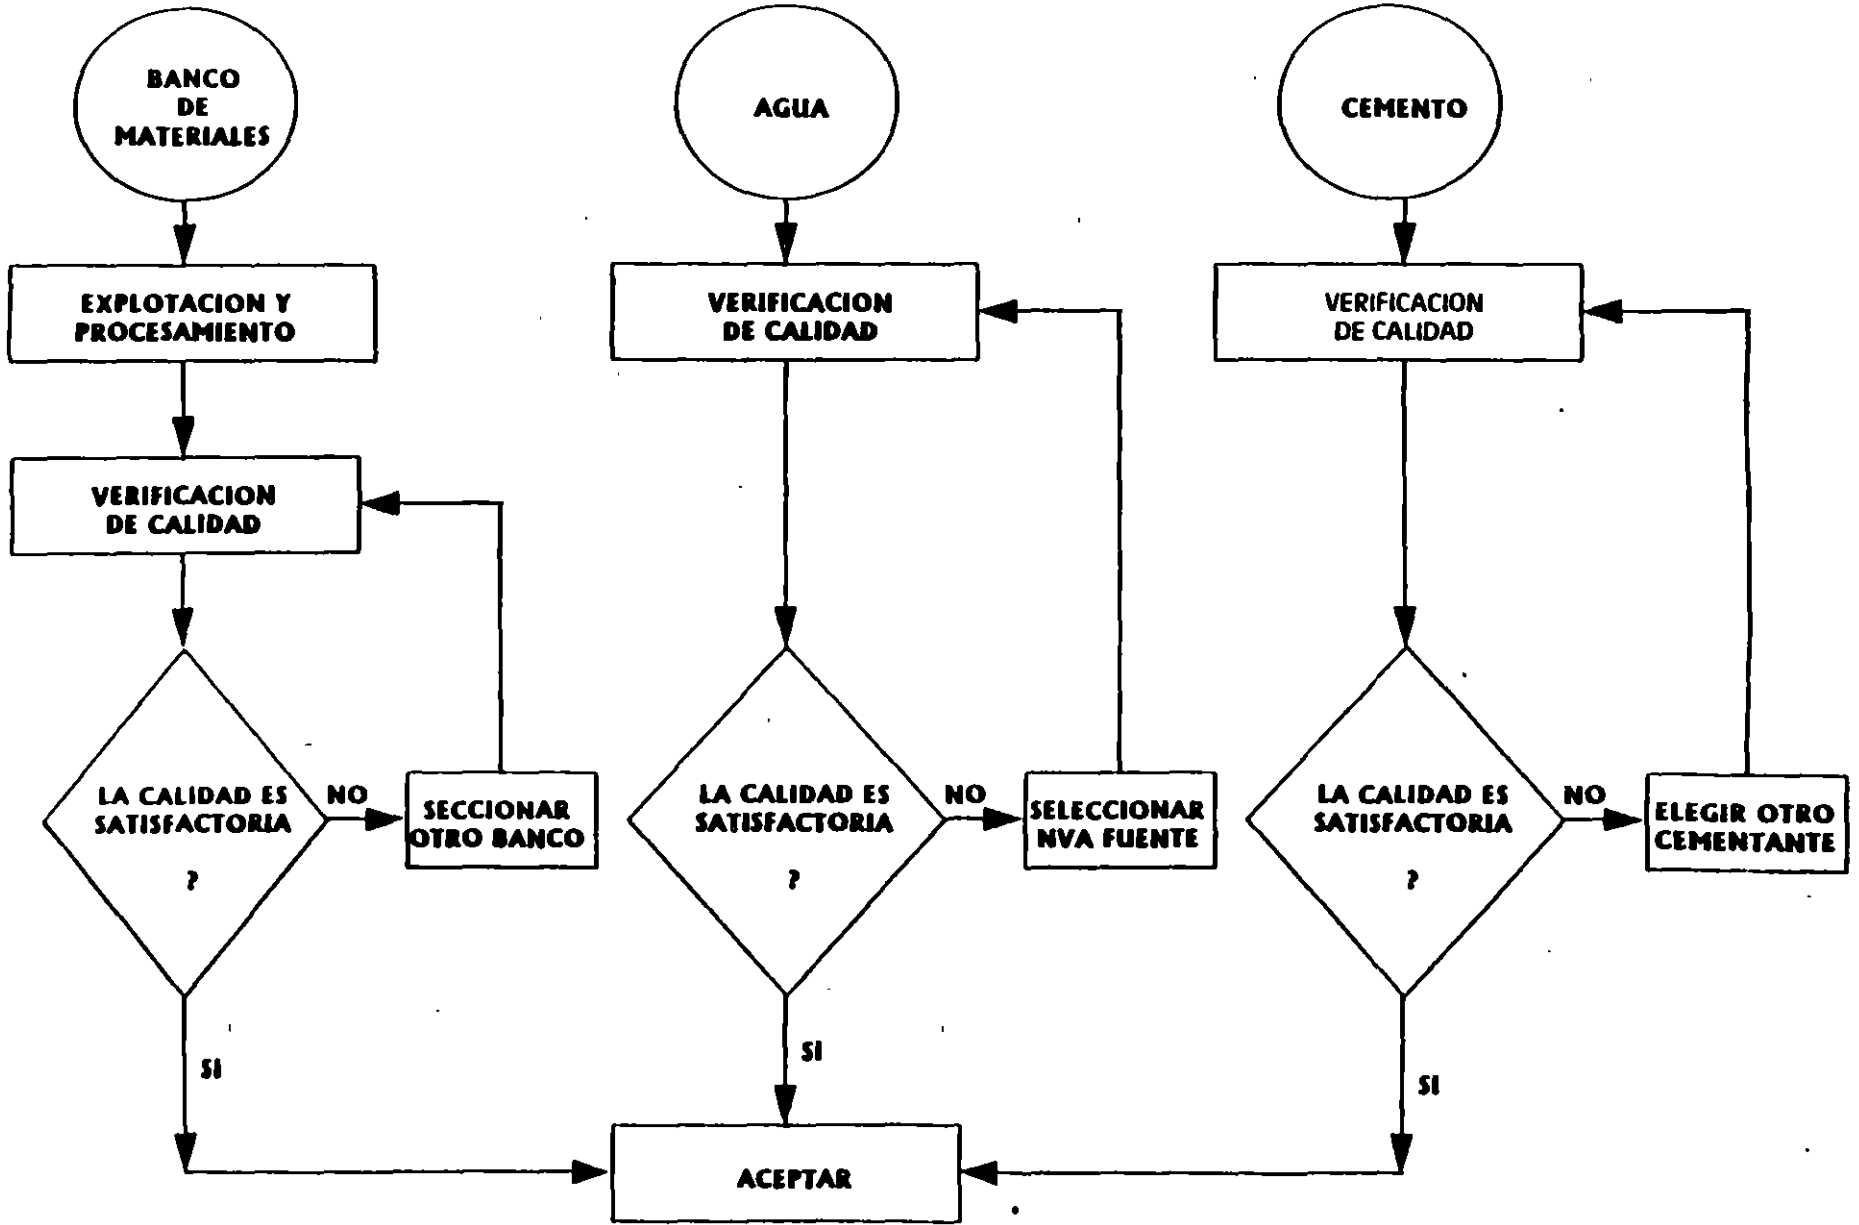 BANCO
DE
MATERIALES
EXPLOTACION Y
PROCESAMIENTO
VERIFICACION
DE CALIDAD
LA CALIDAD ES
SATISFACTORIA
?
NO
SECCIONAR
OTRO BANCO
SI
AGUA
VERIFICACION
DE CALIDAD
LA CALIDAD ES
SATISFACTORIA
?
NO
SELECCIONAR
NVA FUENTE
SI
CEMENTO
VERIFICACION
DE CALIDAD
LA CALIDAD ES
SATISFACTORIA
?
NO
ELEGIR OTRO
CEMENTANTE
SI
ACEPTAR